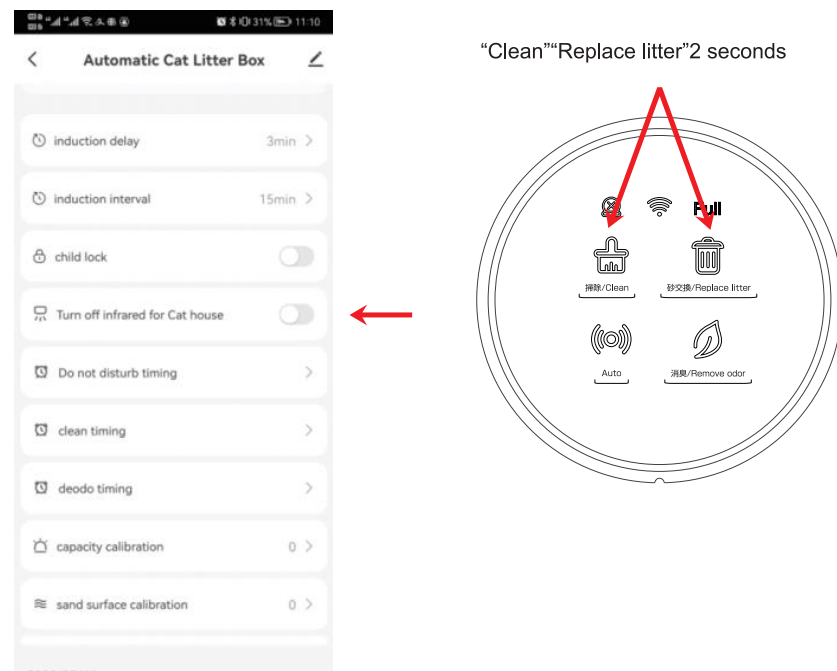 31% 11:10
Automatic Cat Litter Box
induction delay 3min
induction interval 15min
child lock
Turn off infrared for Cat house
Do not disturb timing
clean timing
deodo timing
capacity calibration 0
sand surface calibration 0
“Clean”“Replace litter”2 seconds
Full
掃除/Clean 砂交換/Replace litter
Auto 消臭/Remove odor